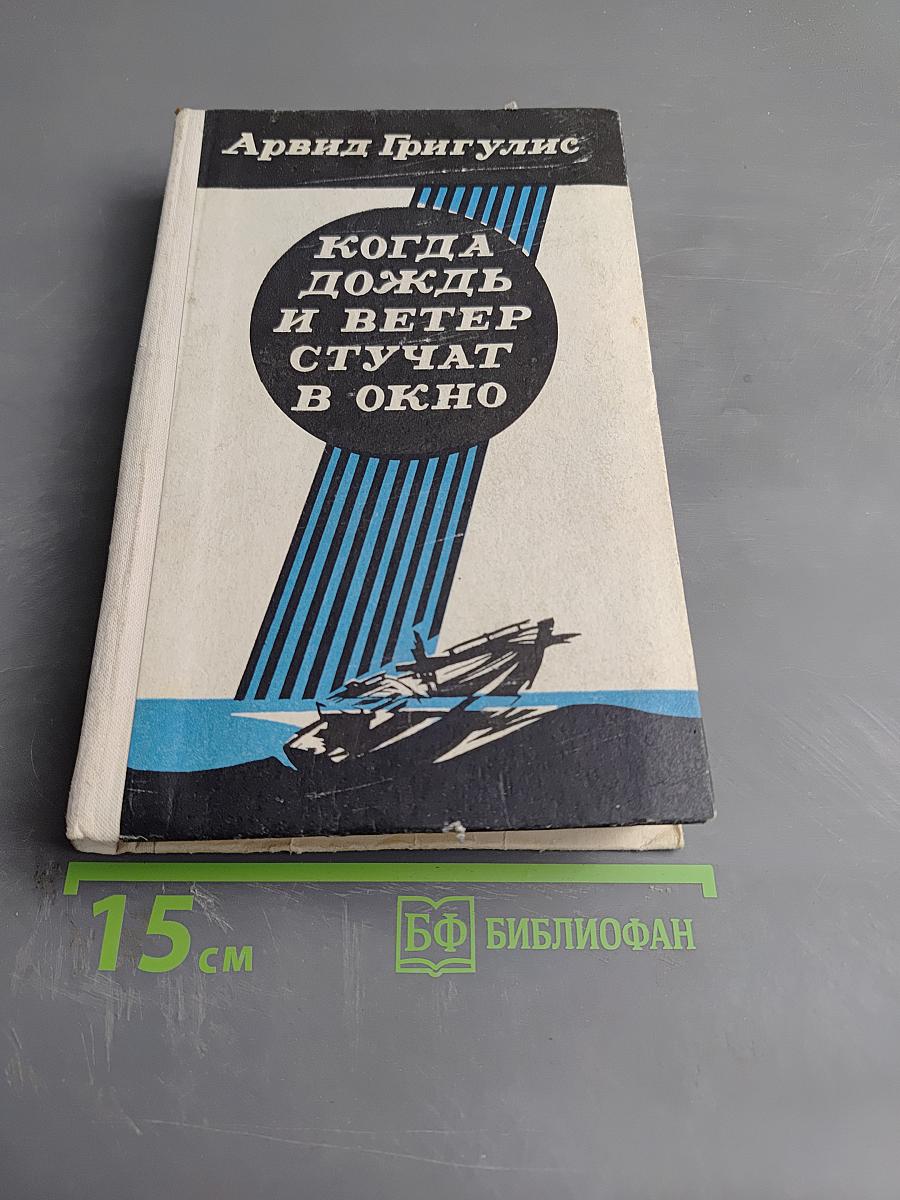 Арвид Григулис
КОГДА
ДОЖДЬ
И ВЕТЕР
СТУЧАТ
В ОКНО
15 см
БФ БИБЛИОФАН